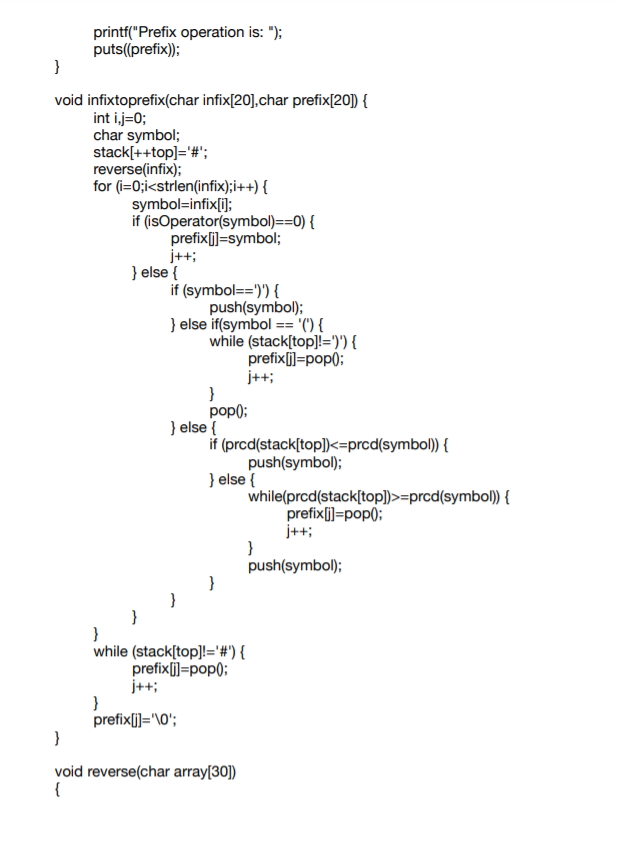 printf("Prefix operation is: ");
puts((prefix));
}
void infixtoprefix(char infix[20],char prefix[20]) {
int i,j=0;
char symbol;
stack[++top]='#';
reverse(infix);
for (i=0;i<strlen(infix);i++) {
symbol=infix[i];
if (isOperator(symbol)==0) {
prefix[j]=symbol;
j++;
} else {
if (symbol==')') {
push(symbol);
} else if(symbol == '(') {
while (stack[top]!=')') {
prefix[j]=pop();
j++;
}
pop();
} else {
if (prcd(stack[top])<=prcd(symbol)) {
push(symbol);
} else {
while(prcd(stack[top])>=prcd(symbol)) {
prefix[j]=pop();
j++;
}
push(symbol);
}
}
}
}
while (stack[top]!='#') {
prefix[j]=pop();
j++;
}
prefix[j]='\0';
}
void reverse(char array[30])
{